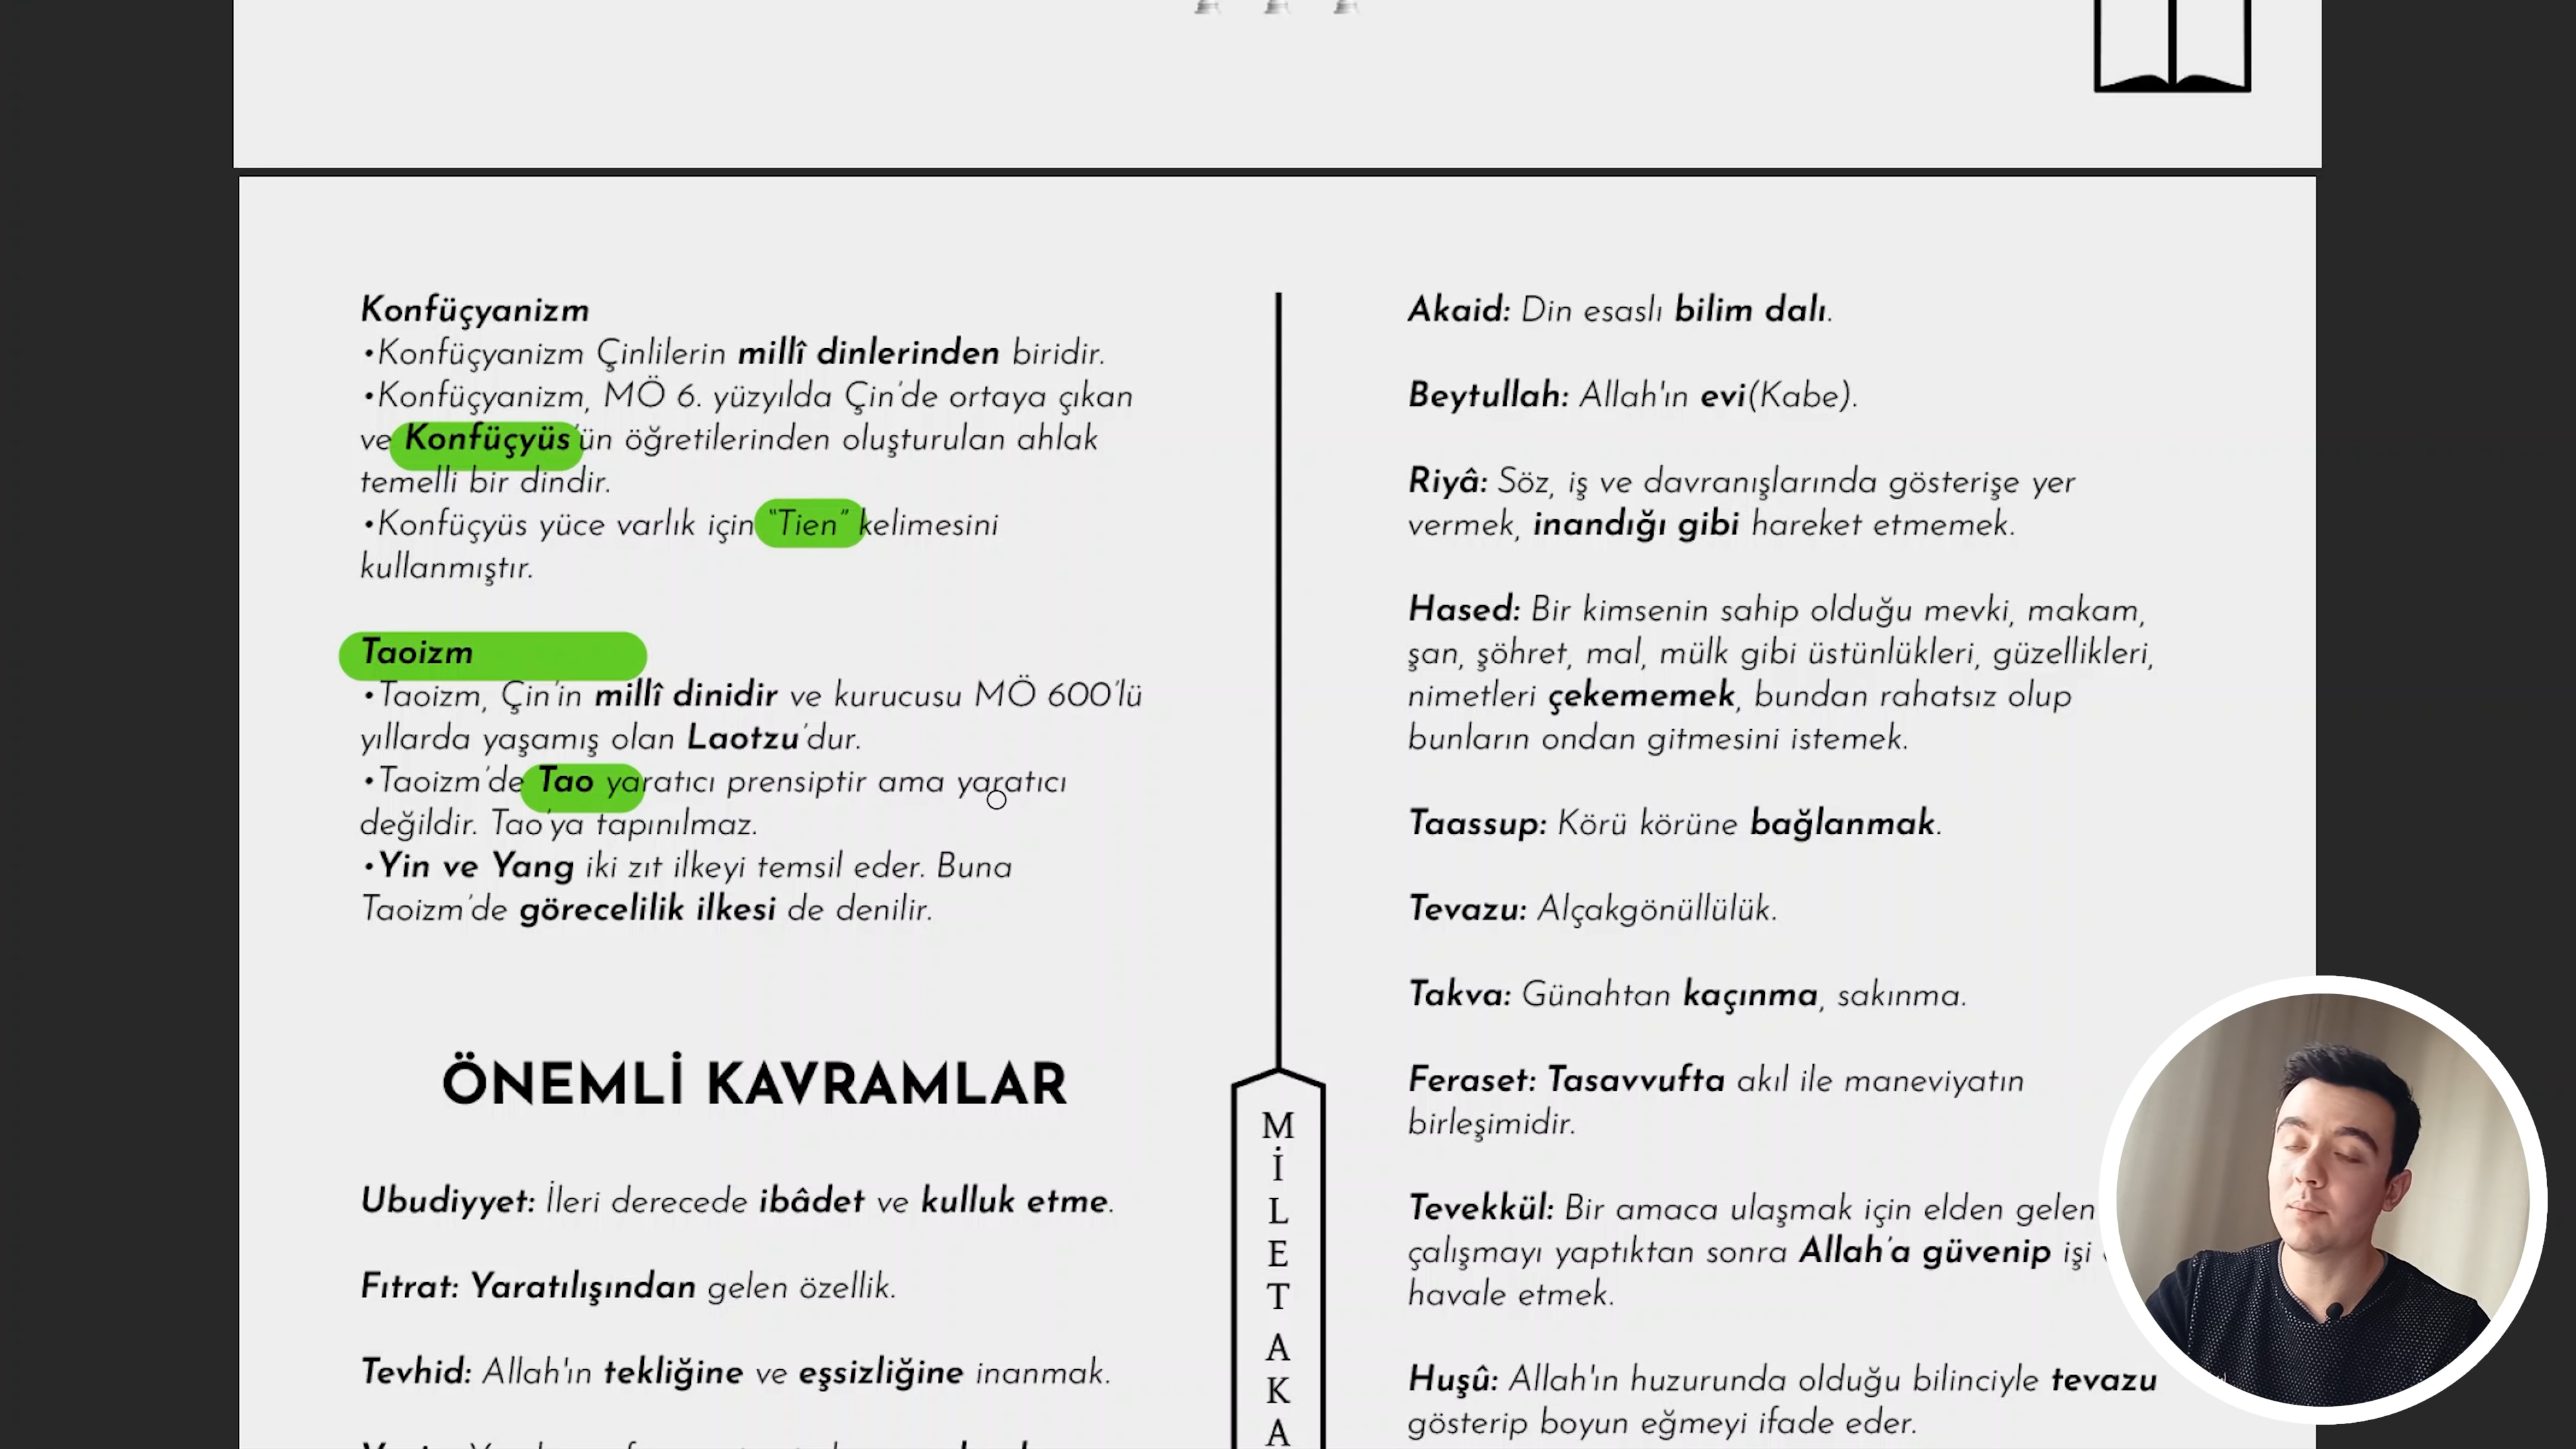 Konfüçyanizm
•Konfüçyanizm Çinlilerin millî dinlerinden biridir.
•Konfüçyanizm, MÖ 6. yüzyılda Çin'de ortaya çıkan
ve Konfüçyüs'ün öğretilerinden oluşturulan ahlak
temelli bir dindir.
•Konfüçyüs yüce varlık için "Tien" kelimesini
kullanmıştır.
Taoizm
•Taoizm, Çin'in millî dinidir ve kurucusu MÖ 600'lü
yıllarda yaşamış olan Laotzu'dur.
•Taoizm'de Tao yaratıcı prensiptir ama yaratıcı
değildir. Tao'ya tapınılmaz.
•Yin ve Yang iki zıt ilkeyi temsil eder. Buna
Taoizm'de görecelilik ilkesi de denilir.
ÖNEMLİ KAVRAMLAR
Ubudiyyet: İleri derecede ibâdet ve kulluk etme.
Fıtrat: Yaratılışından gelen özellik.
Tevhid: Allah'ın tekliğine ve eşsizliğine inanmak.
MİLET AKA
Akaid: Din esaslı bilim dalı.
Beytullah: Allah'ın evi(Kabe).
Riyâ: Söz, iş ve davranışlarında gösterişe yer
vermek, inandığı gibi hareket etmemek.
Hased: Bir kimsenin sahip olduğu mevki, makam,
şan, şöhret, mal, mülk gibi üstünlükleri, güzellikleri,
nimetleri çekememek, bundan rahatsız olup
bunların ondan gitmesini istemek.
Taassup: Körü körüne bağlanmak.
Tevazu: Alçakgönüllülük.
Takva: Günahtan kaçınma, sakınma.
Feraset: Tasavvufta akıl ile maneviyatın
birleşimidir.
Tevekkül: Bir amaca ulaşmak için elden gelen
çalışmayı yaptıktan sonra Allah'a güvenip işi
havale etmek.
Huşû: Allah'ın huzurunda olduğu bilinciyle tevazu
gösterip boyun eğmeyi ifade eder.